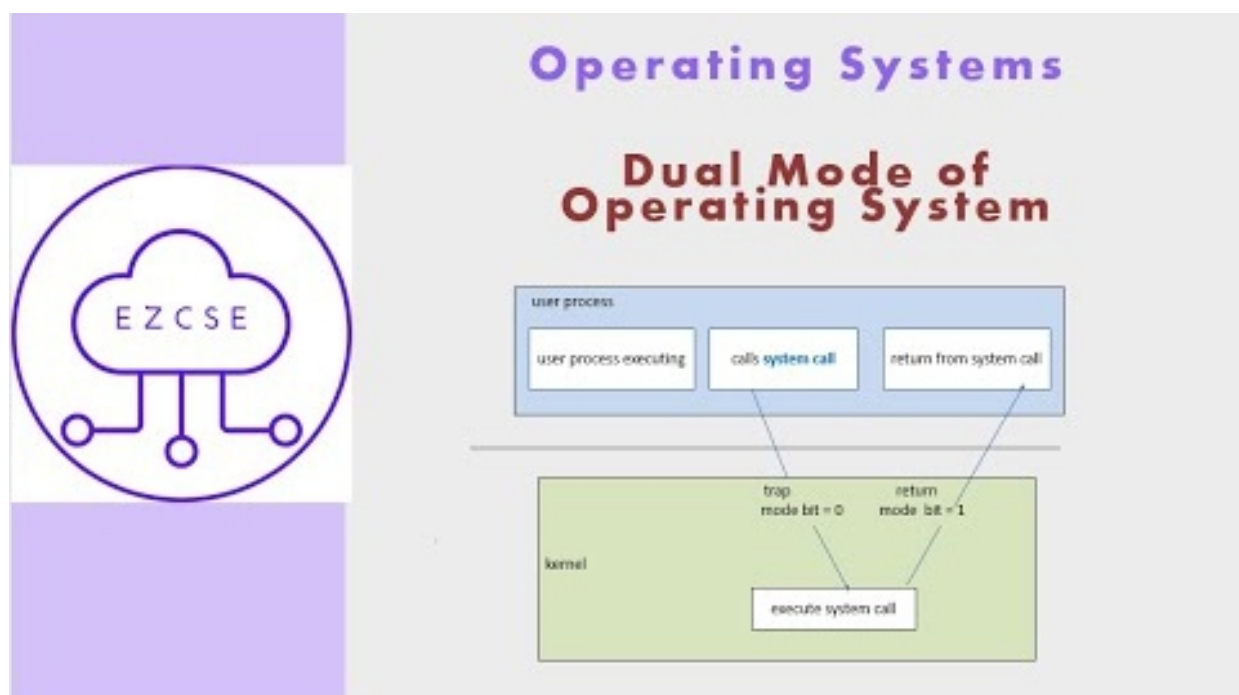 Operating Systems
Dual Mode of
Operating System
EZCSE
user process
user process executing
calls system call
return from system call
trap
mode bit = 0
return
mode bit = 1
kernel
execute system call